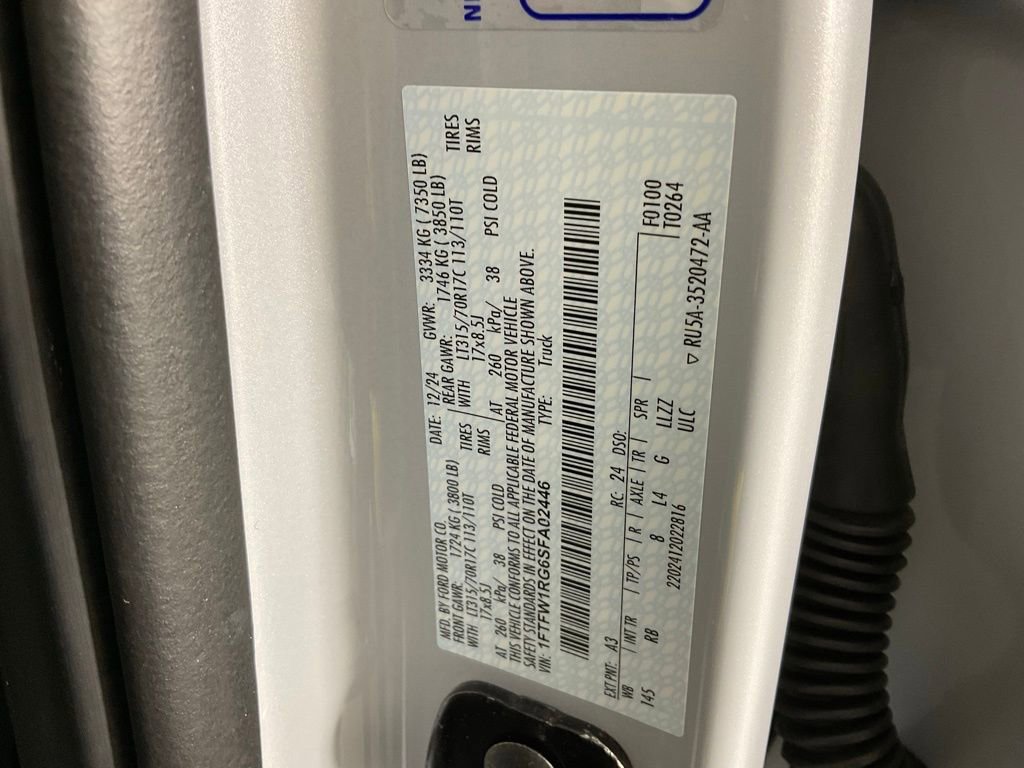 MFD. BY FORD MOTOR CO.
DATE: 12/24 GVWR: 3334 KG ( 7350 LB)
FRONT GAWR: 1724 KG ( 3800 LB)
REAR GAWR: 1746 KG ( 3850 LB)
WITH LT315/70R17C 113/110T TIRES
WITH LT315/70R17C 113/110T TIRES
17x8.5J RIMS
17x8.5J RIMS
AT 260 kPa/ 38 PSI COLD
AT 260 kPa/ 38 PSI COLD
THIS VEHICLE CONFORMS TO ALL APPLICABLE FEDERAL MOTOR VEHICLE
SAFETY STANDARDS IN EFFECT ON THE DATE OF MANUFACTURE SHOWN ABOVE.
VIN: 1FTFW1RG6SFA02446 TYPE: Truck
EXT PNT: A3 RC: 24 DSO:
WB INT TR TP/PS R AXLE TR SPR F0100
145 RB 8 L4 G LLZZ T0264
ULC
2202412022816
▽ RU5A-3520472-AA